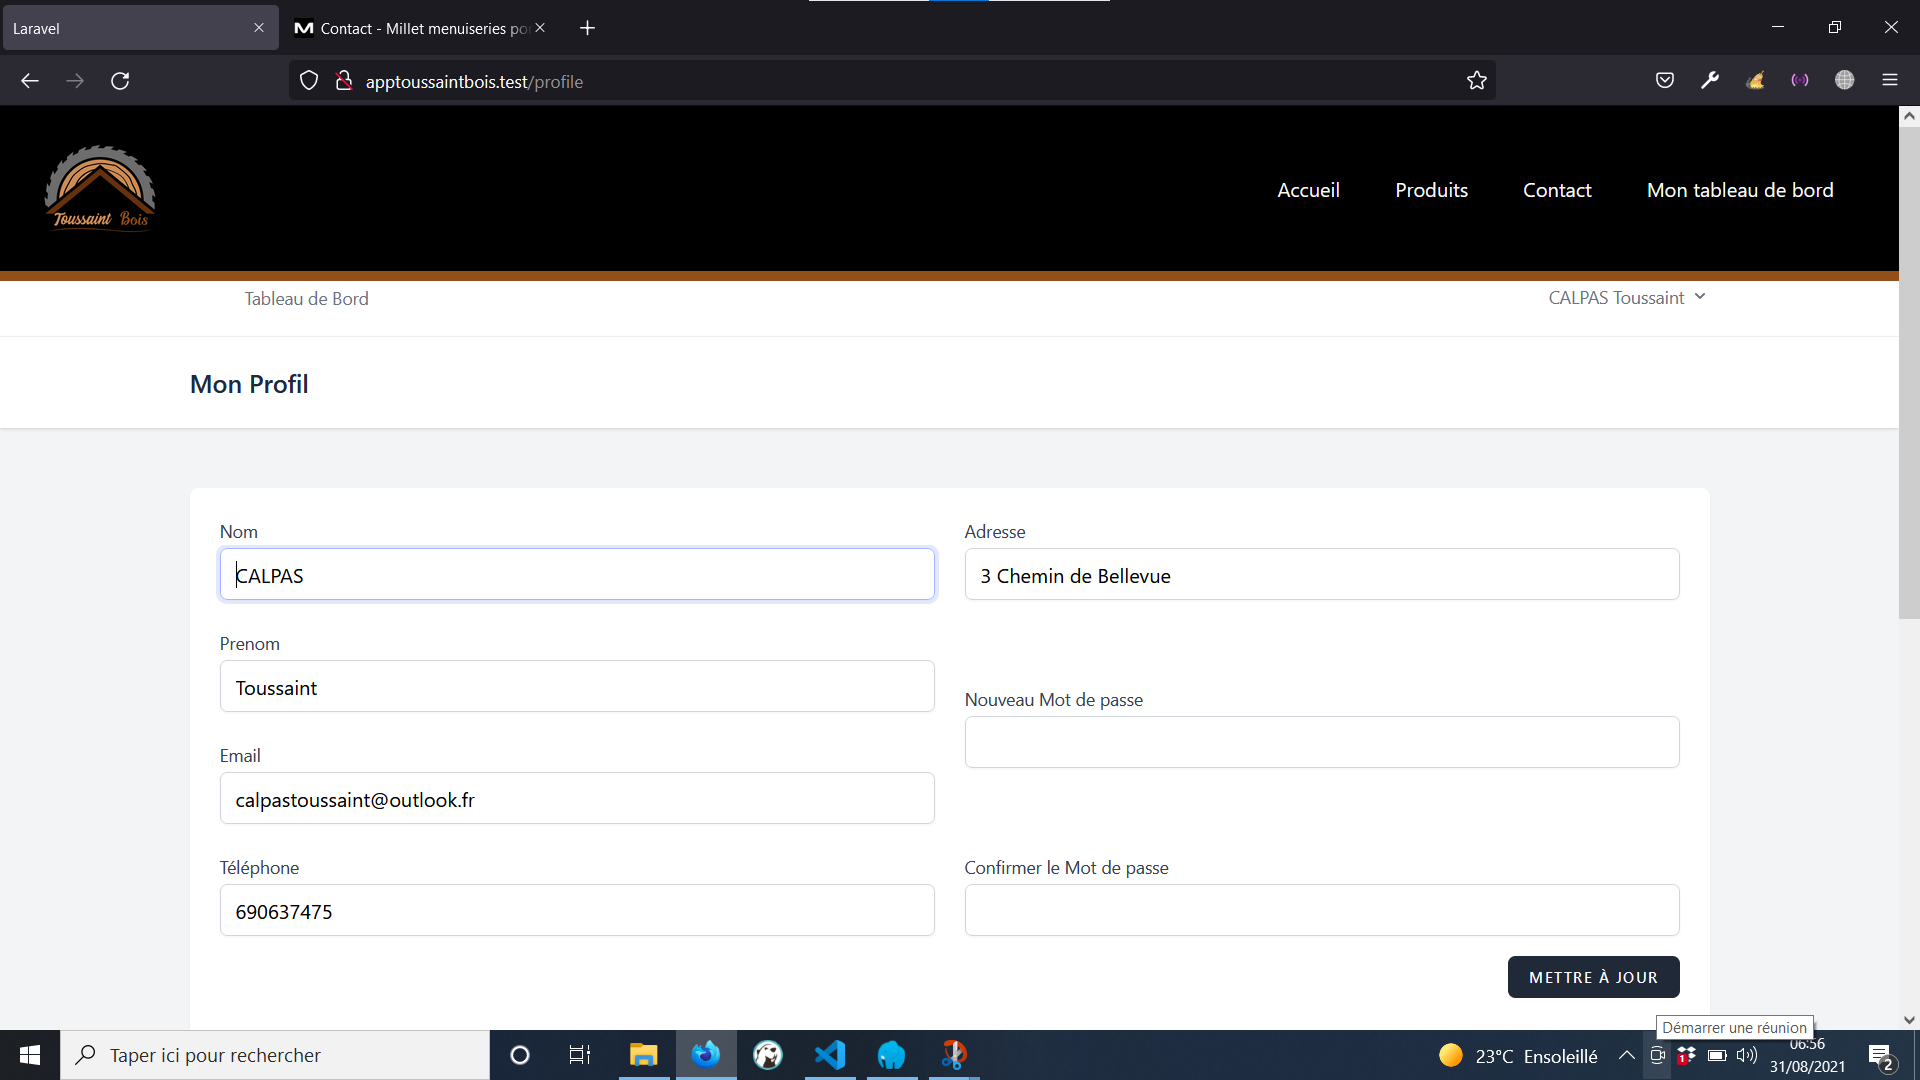 Laravel
Contact - Millet menuiseries po
apptoussaintbois.test/profile
Toussaint Bois
Accueil Produits Contact Mon tableau de bord
Tableau de Bord CALPAS Toussaint
Mon Profil
Nom
CALPAS
Adresse
3 Chemin de Bellevue
Prenom
Toussaint
Nouveau Mot de passe
Email
calpastoussaint@outlook.fr
Téléphone
690637475
Confirmer le Mot de passe
METTRE À JOUR
Démarrer une réunion
Taper ici pour rechercher
23°C Ensoleillé
1
06:56
31/08/2021
2